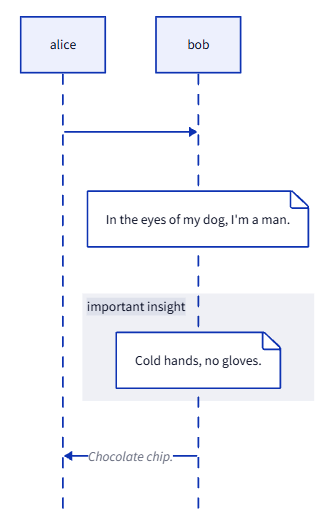 alice
bob
In the eyes of my dog, I'm a man.
important insight
Cold hands, no gloves.
Chocolate chip.